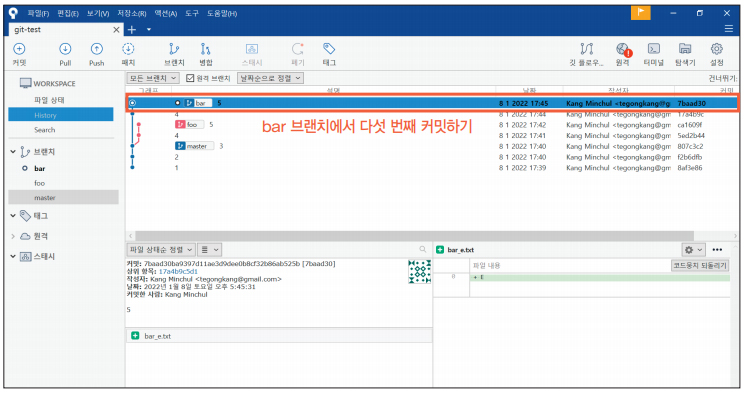 파일(F) 편집(E) 보기(V) 저장소(R) 액션(A) 도구 도움말(H)
git-test
커밋 Pull Push 패치 브랜치 병합 스태시 폐기 태그 깃 플로우... 원격 터미널 탐색기 설정
모든 브랜치 원격 브랜치 날짜순으로 정렬 건너뛰기:
그래프 설명 날짜 작성자 커밋
WORKSPACE
파일 상태
History
Search
브랜치
bar
foo
master
태그
원격
스태시
bar 5 8 1 2022 17:45 Kang Minchul <tegongkang@g 7baad30
4 8 1 2022 17:44 Kang Minchul <tegongkang@gm 17a4b9c
foo 5 8 1 2022 17:42 Kang Minchul <tegongkang@gm ca1609f
4 8 1 2022 17:41 Kang Minchul <tegongkang@gm 5ed2b44
master 3 8 1 2022 17:40 Kang Minchul <tegongkang@gm 807c3c2
2 8 1 2022 17:40 Kang Minchul <tegongkang@gm f2b6dfb
1 8 1 2022 17:39 Kang Minchul <tegongkang@gm 8af3e86
bar 브랜치에서 다섯 번째 커밋하기
파일 상태순 정렬
커밋: 7baad30ba9397d11ae3d9dee0b8cf32b86ab525b [7baad30]
상위 항목: 17a4b9c5d1
작성자: Kang Minchul <tegongkang@gmail.com>
날짜: 2022년 1월 8일 토요일 오후 5:45:31
커밋한 사람: Kang Minchul
5
bar_e.txt
bar_e.txt
파일 내용 코드뭉치 되돌리기
0 + E